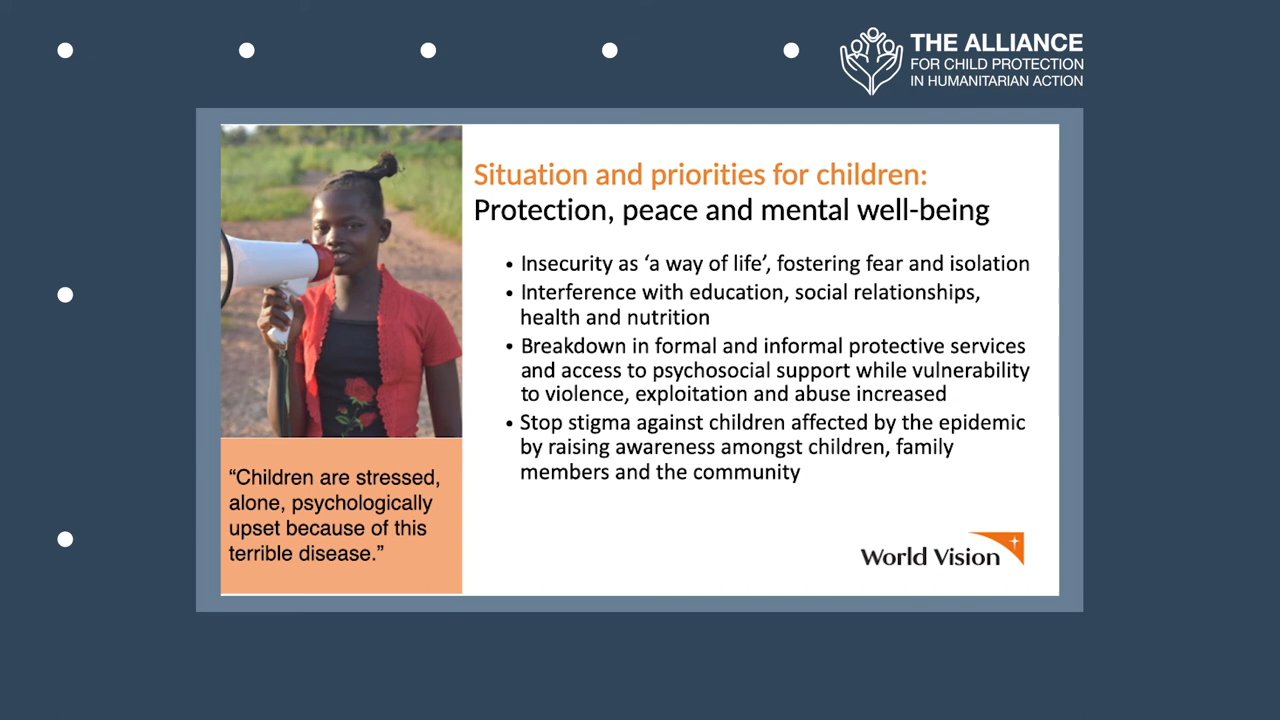 THE ALLIANCE
FOR CHILD PROTECTION
IN HUMANITARIAN ACTION
Situation and priorities for children:
Protection, peace and mental well-being
• Insecurity as ‘a way of life’, fostering fear and isolation
• Interference with education, social relationships,
health and nutrition
• Breakdown in formal and informal protective services
and access to psychosocial support while vulnerability
to violence, exploitation and abuse increased
• Stop stigma against children affected by the epidemic
by raising awareness amongst children, family
members and the community
“Children are stressed,
alone, psychologically
upset because of this
terrible disease.”
World Vision